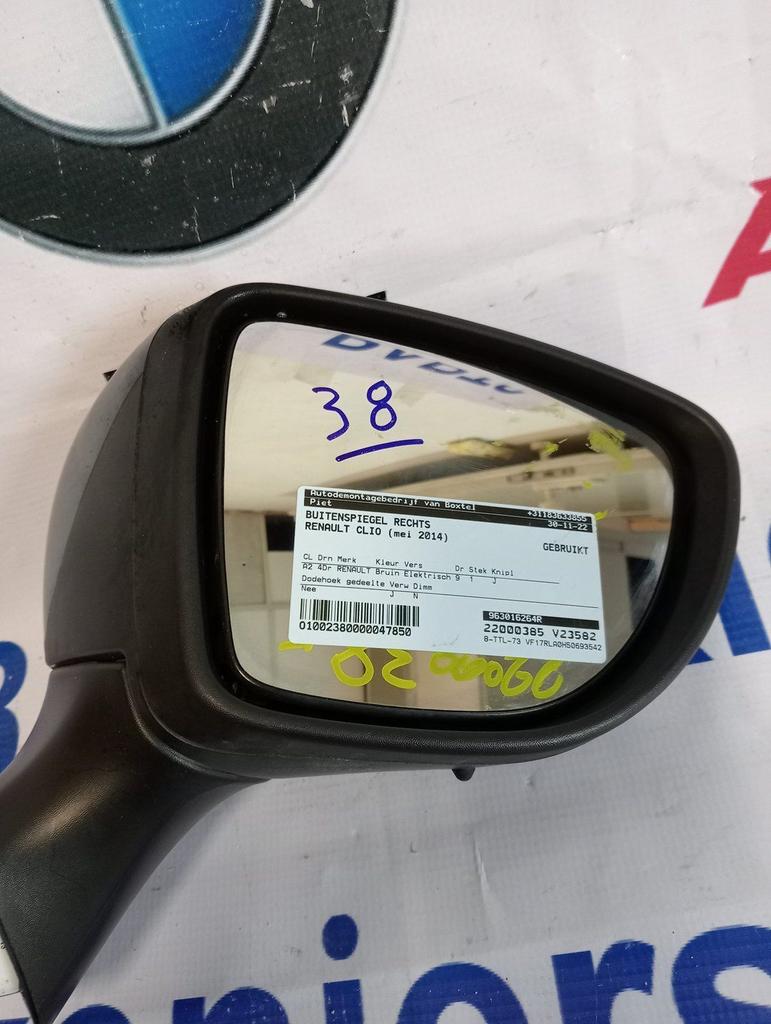 38
Autodemontagebedrijf van Boxtel +31183633855
Piet 30-11-22
BUITENSPIEGEL RECHTS
RENAULT CLIO (mei 2014)
GEBRUIKT
CL Drn Merk Kleur Vers Dr Stek Knipl
A2 4Dr RENAULT Bruin Elektrisch 9 1 J
Dodehoek gedeelte Verw Dimm
Nee J N
963016264R
01002380000047850
22000385 V23582
8-TTL-73 VF17RLA0H50693542